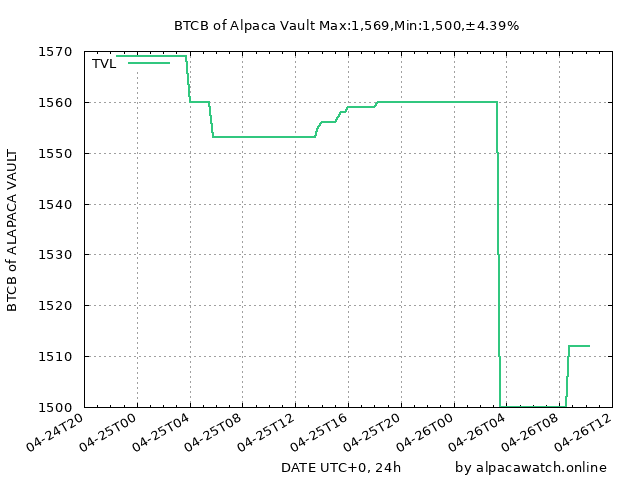 BTCB of Alpaca Vault Max:1,569,Min:1,500,±4.39%
TVL
1570
1560
1550
1540
1530
1520
1510
1500
BTCB of ALAPACA VAULT
04-24T20
04-25T00
04-25T04
04-25T08
04-25T12
04-25T16
04-25T20
04-26T00
04-26T04
04-26T08
04-26T12
DATE UTC+0, 24h
by alpacawatch.online